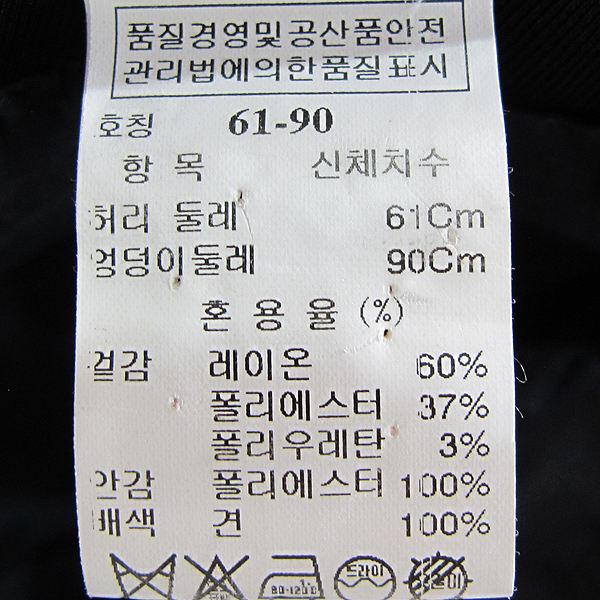 품질경영및공산품안전
관리법에의한품질표시
호칭 61-90
항 목 신체치수
허리 둘레 61Cm
엉덩이둘레 90Cm
혼 용 율 (%)
겉감 레이온 60%
폴리에스터 37%
폴리우레탄 3%
안감 폴리에스터 100%
배색 견 100%
80-120 드라이